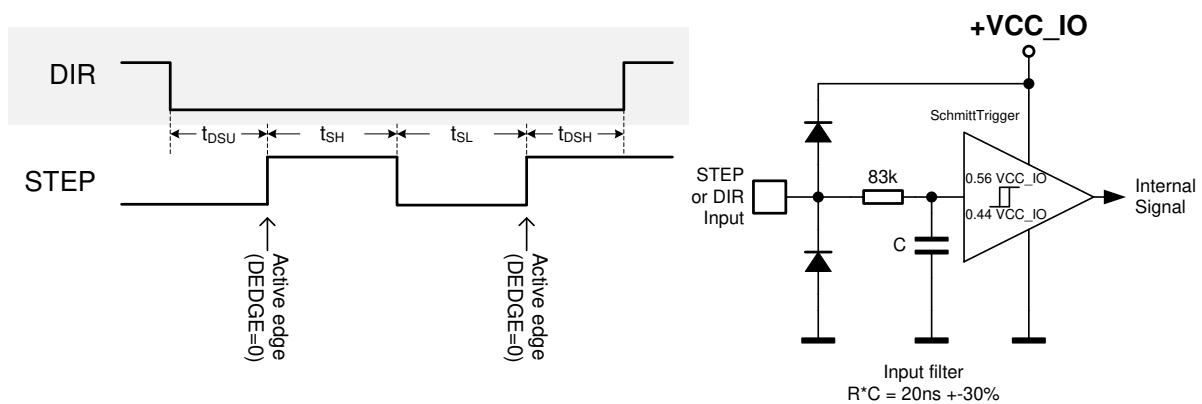 DIR
tDSU
tSH
tSL
tDSH
STEP
Active edge
(DEDGE=0)
Active edge
(DEDGE=0)
+VCC_IO
SchmittTrigger
83k
0.56 VCC_IO
0.44 VCC_IO
STEP
or DIR
Input
Internal
Signal
C
Input filter
R*C = 20ns +-30%